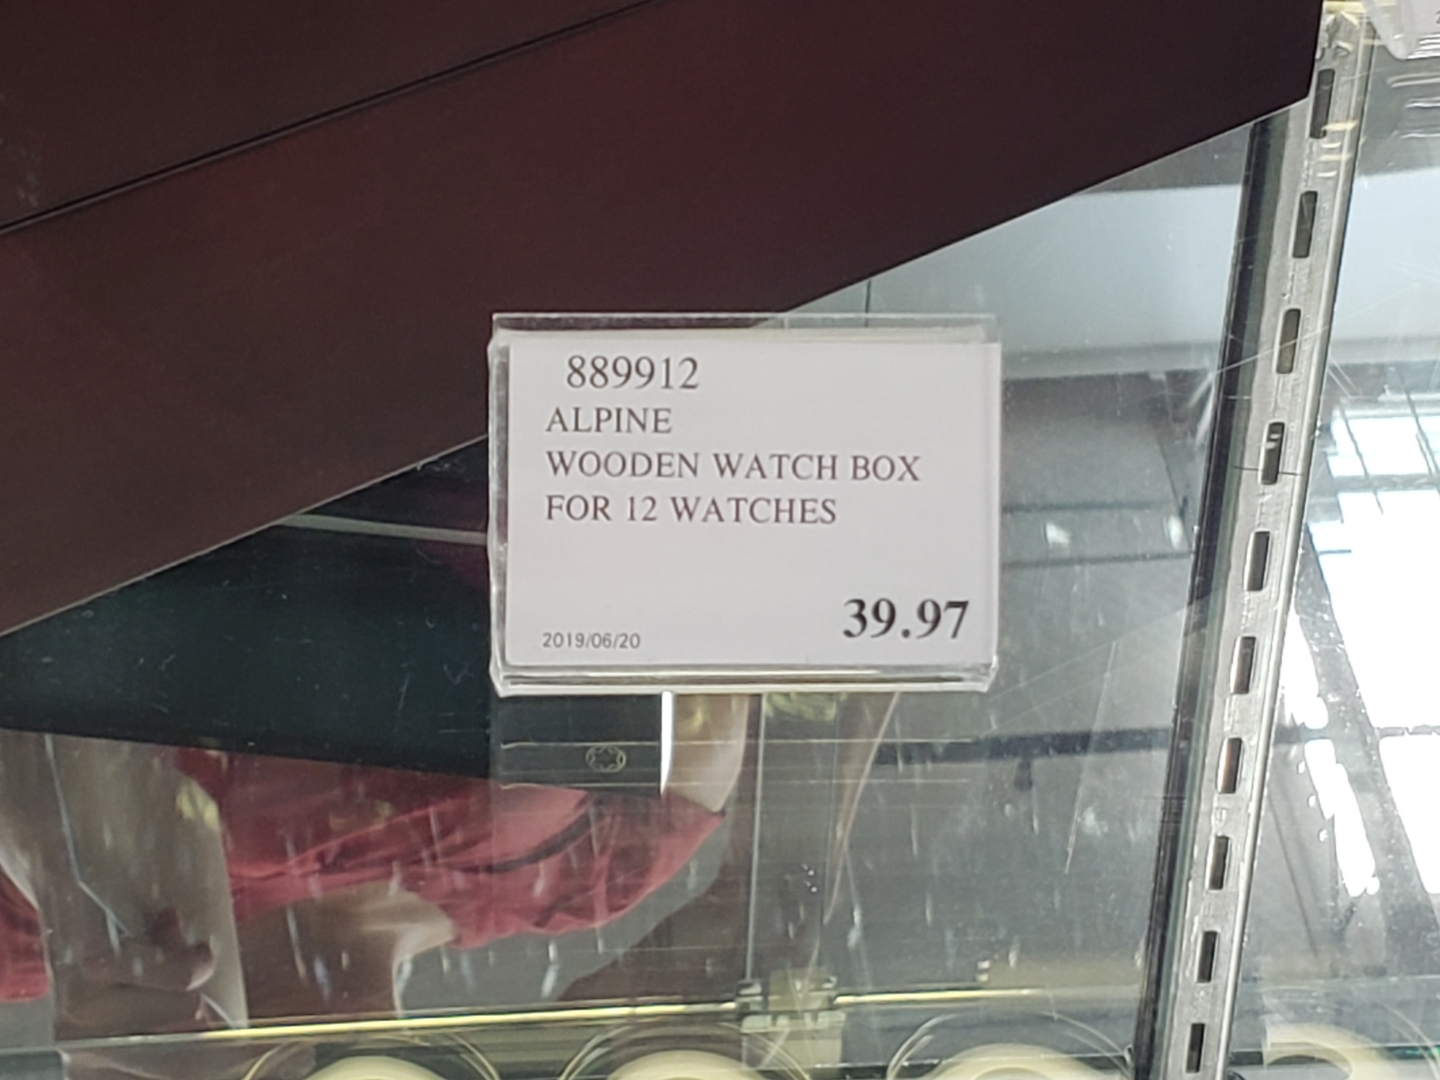 889912
ALPINE
WOODEN WATCH BOX
FOR 12 WATCHES
39.97
2019/06/20